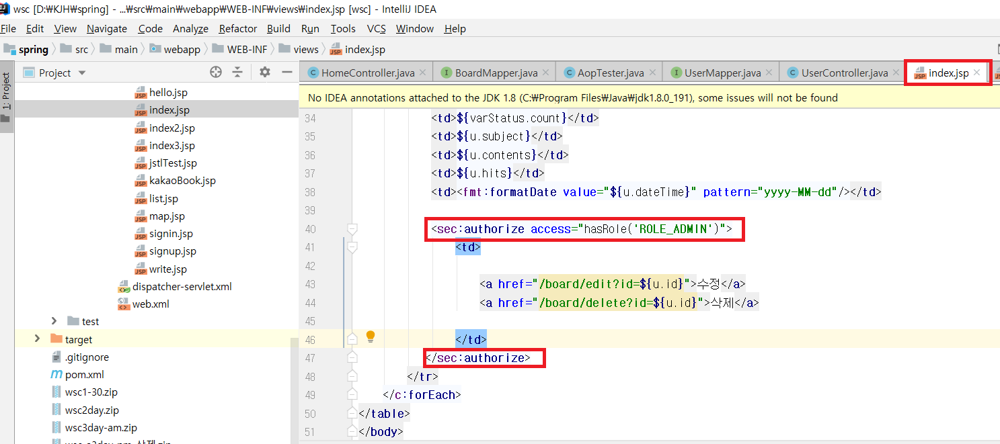 wsc [D:₩KJH₩spring] - ...₩src₩main₩webapp₩WEB-INF₩views₩index.jsp [wsc] - IntelliJ IDEA
File Edit View Navigate Code Analyze Refactor Build Run Tools VCS Window Help
spring src main webapp WEB-INF views index.jsp
1: Project
Project
HomeController.java BoardMapper.java AopTester.java UserMapper.java UserController.java index.jsp
No IDEA annotations attached to the JDK 1.8 (C:₩Program Files₩Java₩jdk1.8.0_191), some issues will not be found
hello.jsp
index.jsp
index2.jsp
index3.jsp
jstlTest.jsp
kakaoBook.jsp
list.jsp
map.jsp
signin.jsp
signup.jsp
write.jsp
dispatcher-servlet.xml
web.xml
test
target
.gitignore
pom.xml
wsc1-30.zip
wsc2day.zip
wsc3day-am.zip
34 <td>${varStatus.count}</td>
35 <td>${u.subject}</td>
36 <td>${u.contents}</td>
37 <td>${u.hits}</td>
38 <td><fmt:formatDate value="${u.dateTime}" pattern="yyyy-MM-dd"/></td>
39
40 <sec:authorize access="hasRole('ROLE_ADMIN')">
41 <td>
42
43 <a href="/board/edit?id=${u.id}">수정</a>
44 <a href="/board/delete?id=${u.id}">삭제</a>
45
46 </td>
47 </sec:authorize>
48 </tr>
49 </c:forEach>
50 </table>
51 </body>